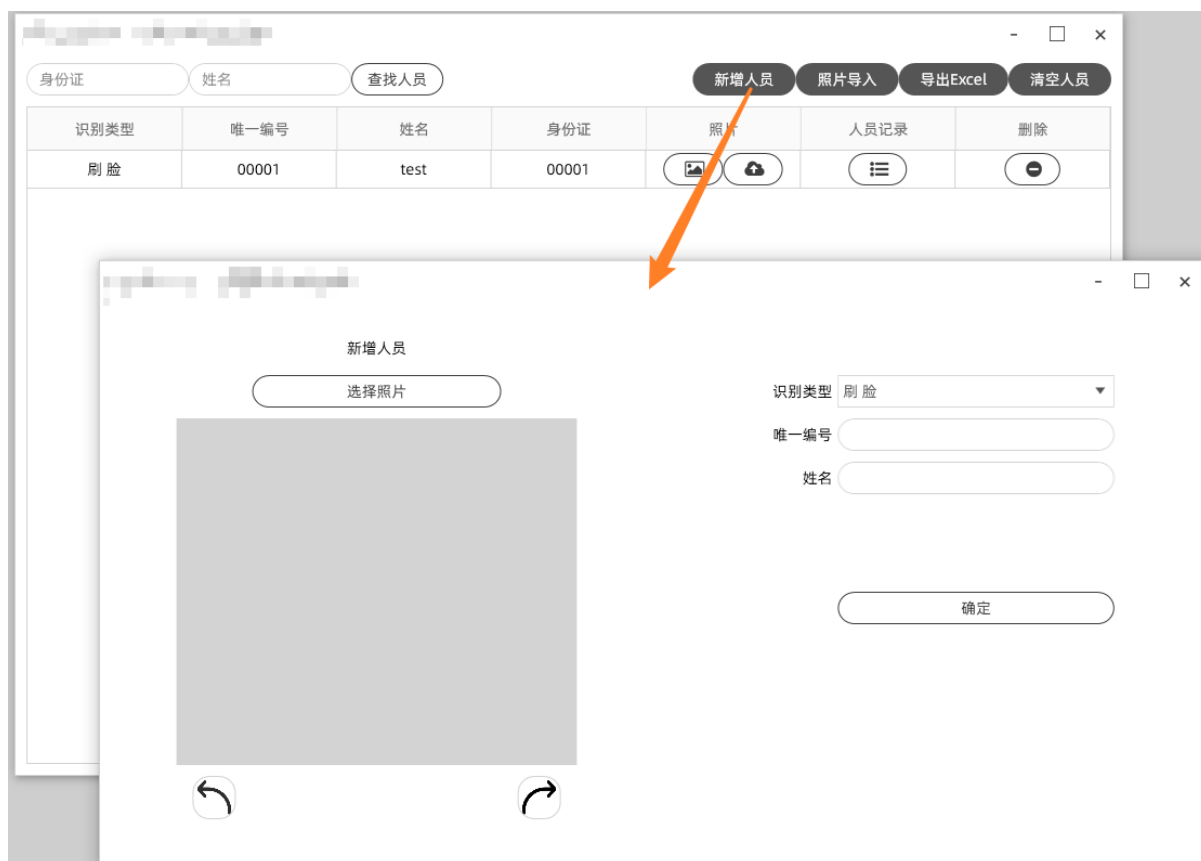 身份证 姓名 查找人员 新增人员 照片导入 导出Excel 清空人员
识别类型 唯一编号 姓名 身份证 照片 人员记录 删除
刷 脸 00001 test 00001
新增人员
选择照片
识别类型 刷 脸
唯一编号
姓名
确定